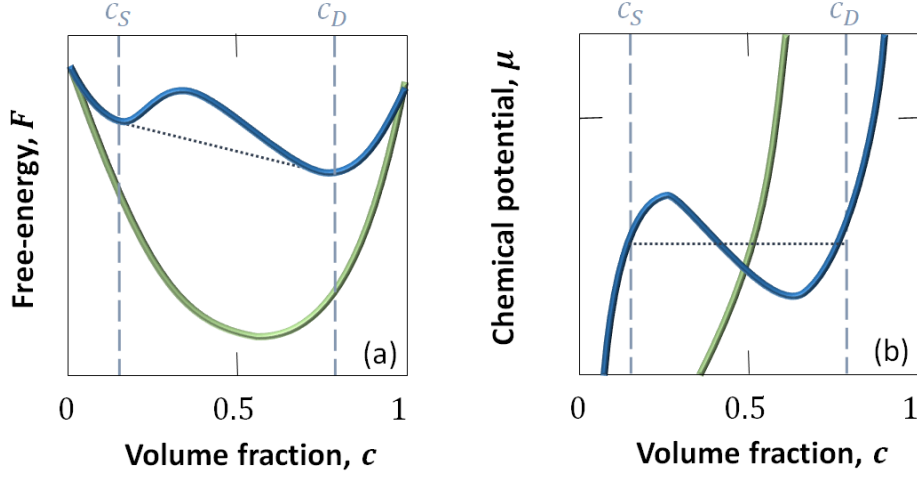 c_S c_D
Free-energy, F
(a)
0 0.5 1
Volume fraction, c
c_S c_D
Chemical potential, μ
(b)
0 0.5 1
Volume fraction, c